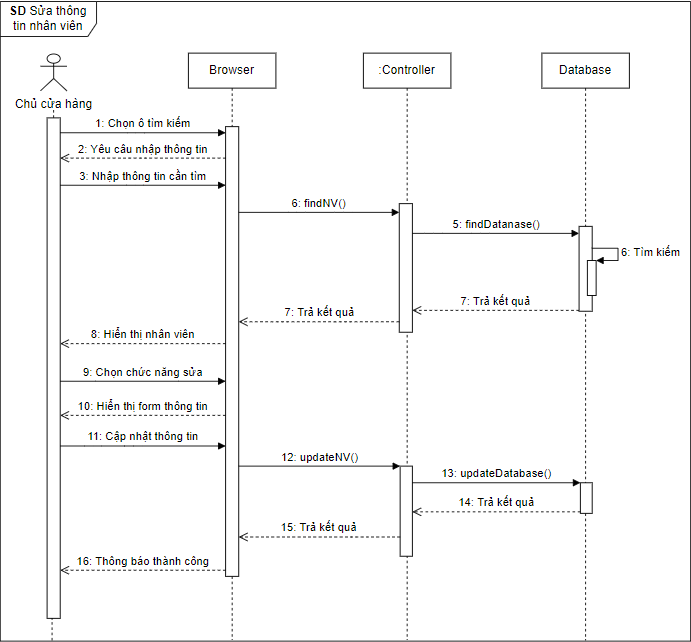 SD Sửa thông
tin nhân viên
Browser
:Controller
Database
Chủ cửa hàng
1: Chọn ô tìm kiếm
2: Yêu cầu nhập thông tin
3: Nhập thông tin cần tìm
6: findNV()
5: findDatanase()
6: Tìm kiếm
7: Trả kết quả
7: Trả kết quả
8: Hiển thị nhân viên
9: Chọn chức năng sửa
10: Hiển thị form thông tin
11: Cập nhật thông tin
12: updateNV()
13: updateDatabase()
14: Trả kết quả
15: Trả kết quả
16: Thông báo thành công